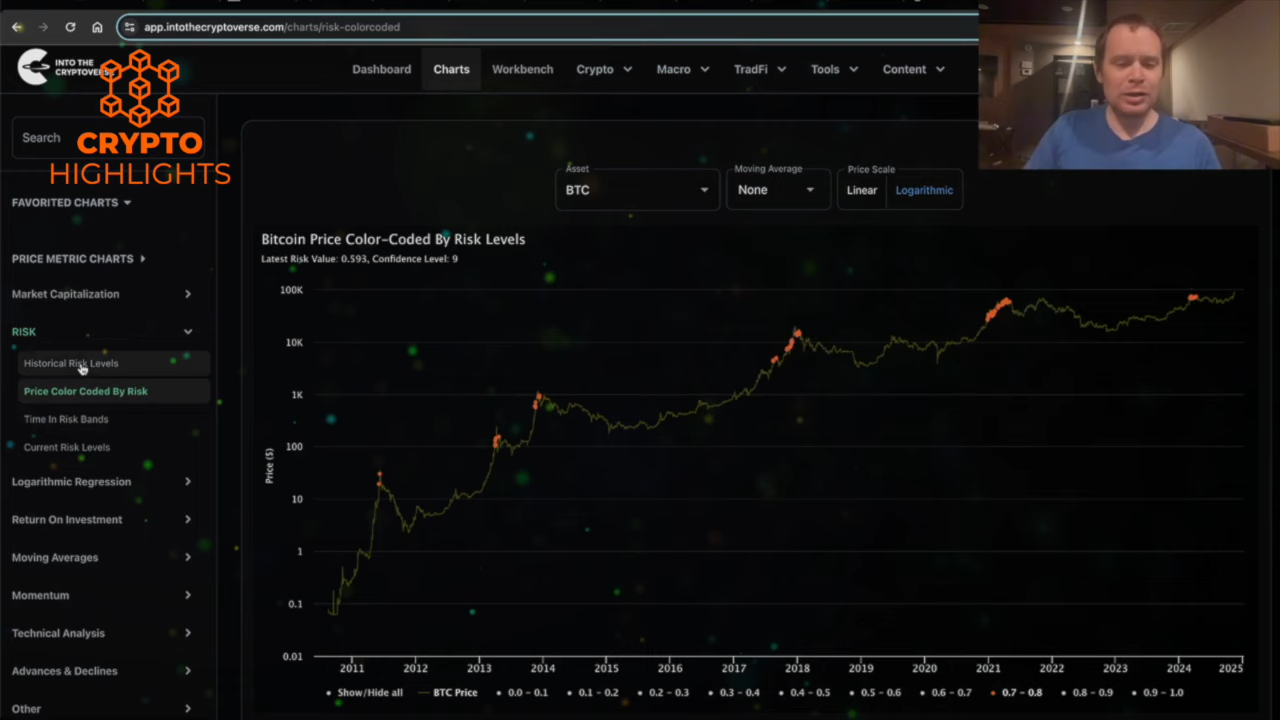 app.intothecryptoverse.com/charts/risk-colorcoded
INTO THE
CRYPTOVERSE
Dashboard
Charts
Workbench
Crypto
Macro
TradFi
Tools
Content
Search
CRYPTO
HIGHLIGHTS
FAVORITED CHARTS
PRICE METRIC CHARTS
Market Capitalization
RISK
Historical Risk Levels
Price Color Coded By Risk
Time In Risk Bands
Current Risk Levels
Logarithmic Regression
Return On Investment
Moving Averages
Momentum
Technical Analysis
Advances & Declines
Other
Asset
BTC
Moving Average
None
Price Scale
Linear
Logarithmic
Bitcoin Price Color-Coded By Risk Levels
Latest Risk Value: 0.593, Confidence Level: 9
Price ($)
100K
10K
1K
100
10
1
0.1
0.01
2011 2012 2013 2014 2015 2016 2017 2018 2019 2020 2021 2022 2023 2024 2025
Show/Hide all BTC Price 0.0 - 0.1 0.1 - 0.2 0.2 - 0.3 0.3 - 0.4 0.4 - 0.5 0.5 - 0.6 0.6 - 0.7 0.7 - 0.8 0.8 - 0.9 0.9 - 1.0